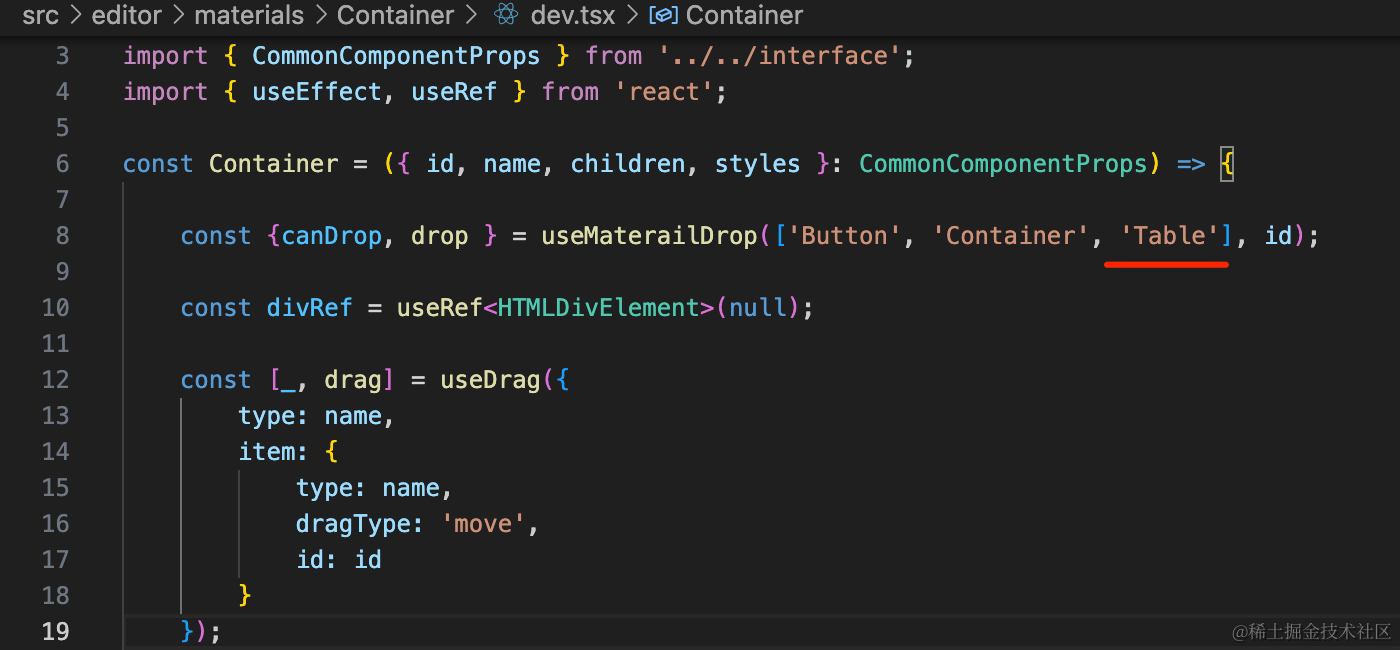 src > editor > materials > Container > dev.tsx > Container
3 import { CommonComponentProps } from '../../interface';
4 import { useEffect, useRef } from 'react';
5
6 const Container = ({ id, name, children, styles }: CommonComponentProps) => {
7
8 const {canDrop, drop } = useMaterailDrop(['Button', 'Container', 'Table'], id);
9
10 const divRef = useRef<HTMLDivElement>(null);
11
12 const [_, drag] = useDrag({
13 type: name,
14 item: {
15 type: name,
16 dragType: 'move',
17 id: id
18 }
19 });
@稀土掘金技术社区